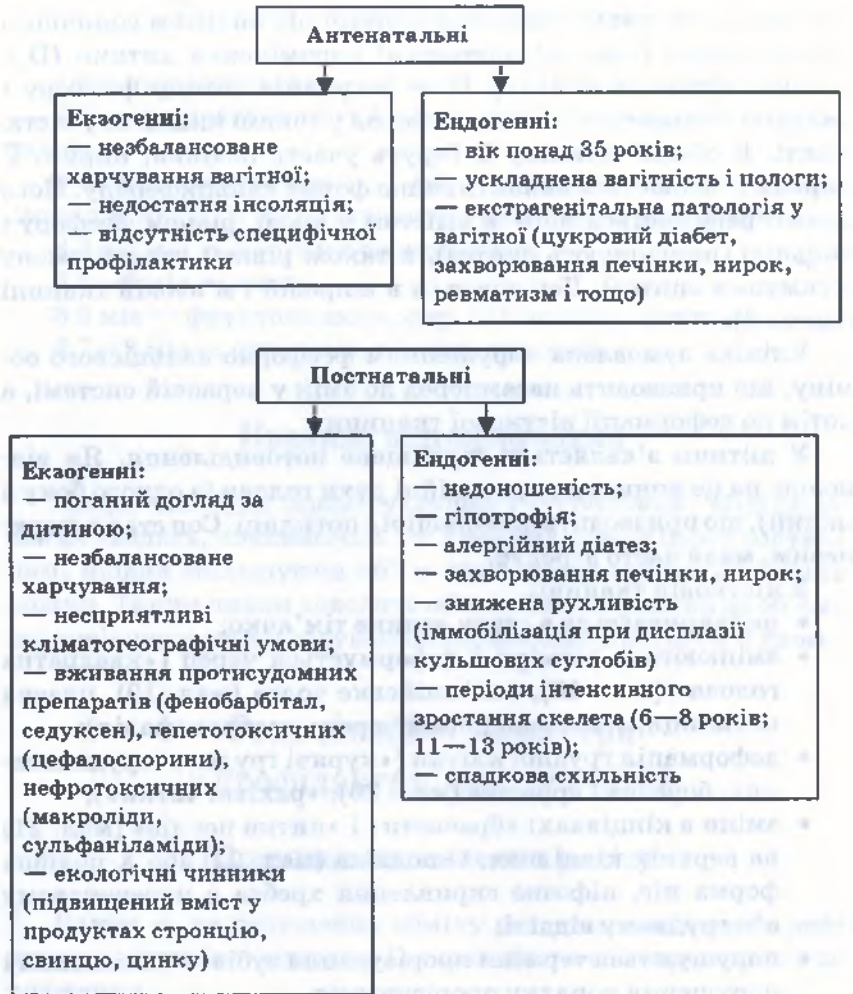 Антенатальні
Екзогенні:
— незбалансоване
харчування вагітної;
— недостатня інсоляція;
— відсутність специфічної
профілактики
Ендогенні:
— вік понад 35 років;
— ускладнена вагітність і пологи;
— екстрагенітальна патологія у
вагітної (цукровий діабет,
захворювання печінки, нирок,
ревматизм і тощо)
Постнатальні
Екзогенні:
— поганий догляд за
дитиною;
— незбалансоване
харчування;
— несприятливі
кліматогеографічні умови;
— вживання протисудомних
препаратів (фенобарбітал,
седуксен), гепетотоксичних
(цефалоспорини),
нефротоксичних
(макроліди,
сульфаніламіди);
— екологічні чинники
(підвищений вміст у
продуктах стронцію,
свинцю, цинку)
Ендогенні:
— недоношеність;
— гіпотрофія;
— алергійний діатез;
— захворювання печінки, нирок;
— знижена рухливість
(іммобілізація при дисплазії
кульшових суглобів)
— періоди інтенсивного
зростання скелета (6—8 років;
11—13 років);
— спадкова схильність